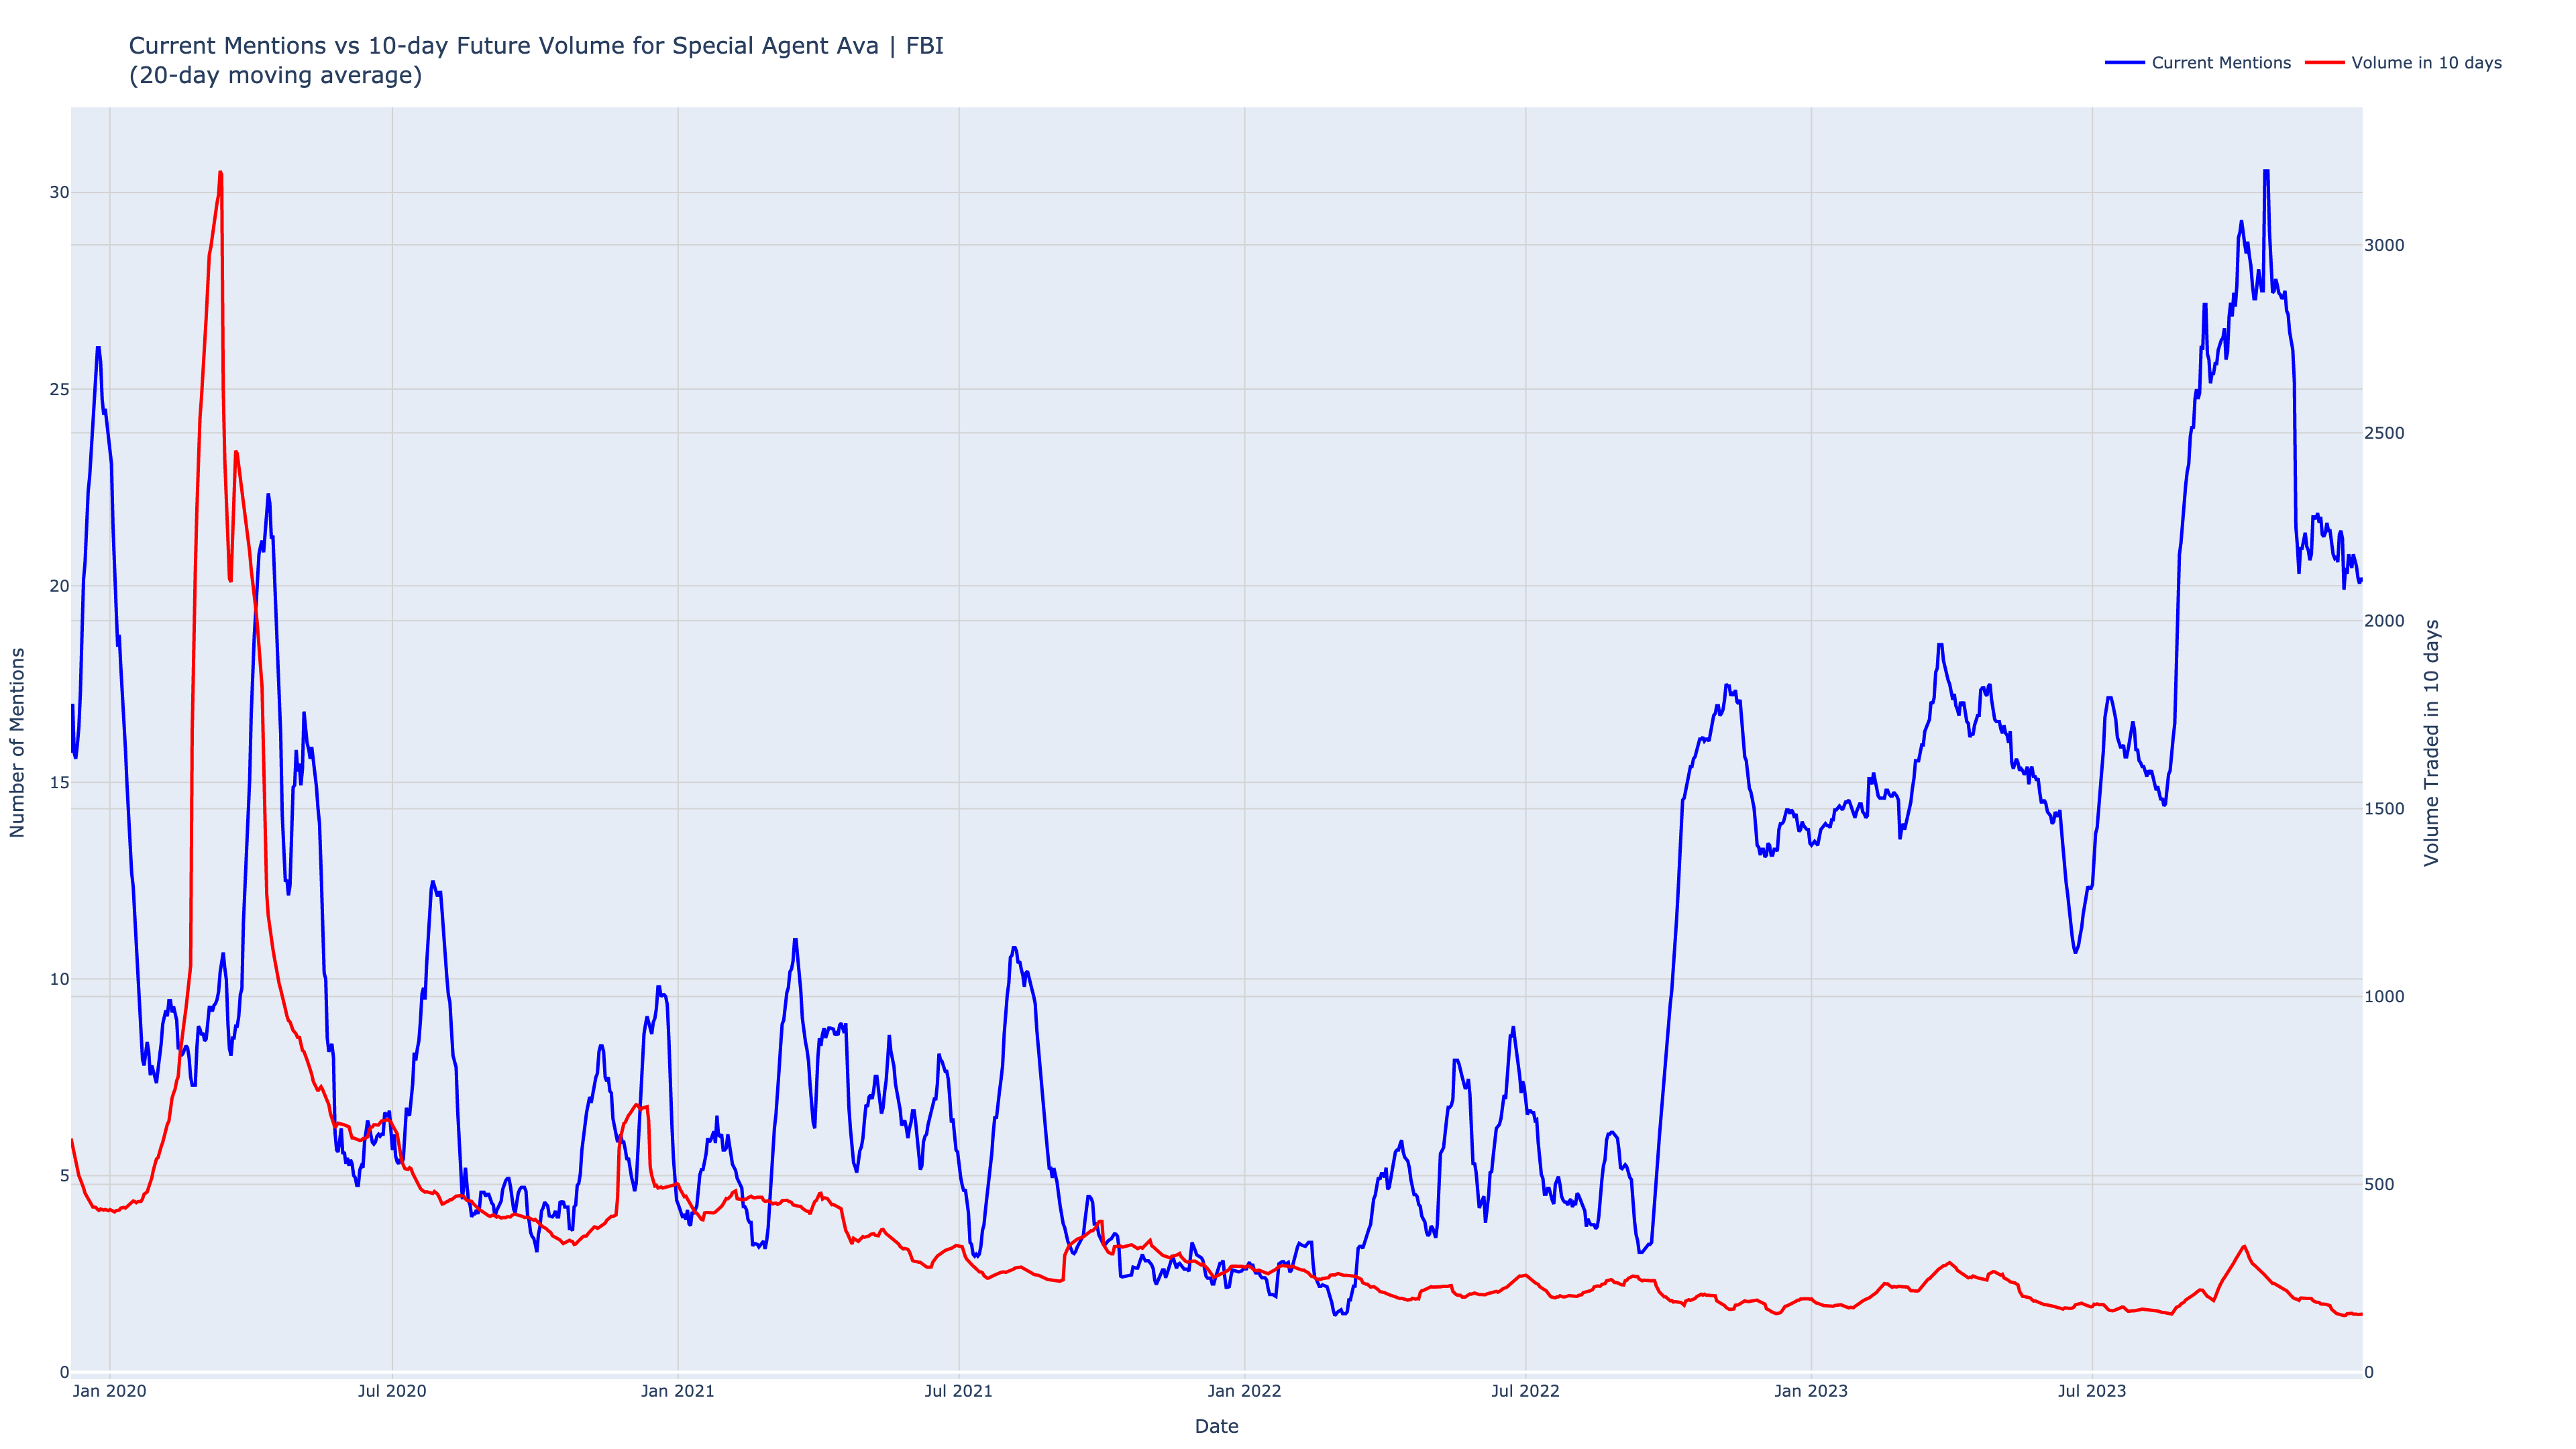 Current Mentions vs 10-day Future Volume for Special Agent Ava | FBI
(20-day moving average)
Current Mentions
Volume in 10 days
30
25
20
15
10
5
0
Number of Mentions
3000
2500
2000
1500
1000
500
0
Volume Traded in 10 days
Jan 2020
Jul 2020
Jan 2021
Jul 2021
Jan 2022
Jul 2022
Jan 2023
Jul 2023
Date